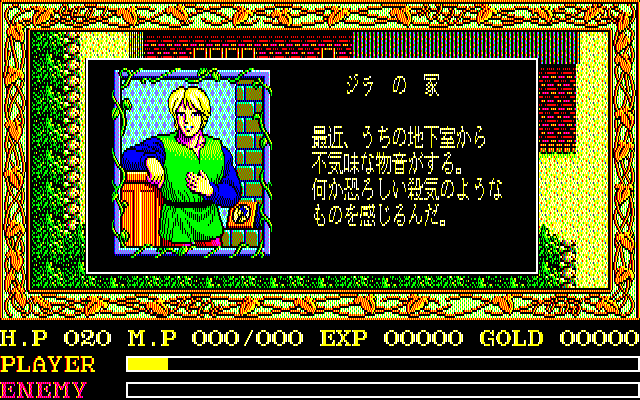 ジラ の 家
最近、うちの地下室から
不気味な物音がする。
何か恐ろしい殺気のような
ものを感じるんだ。
H.P 020 M.P 000/000 EXP 00000 GOLD 00000
PLAYER
ENEMY